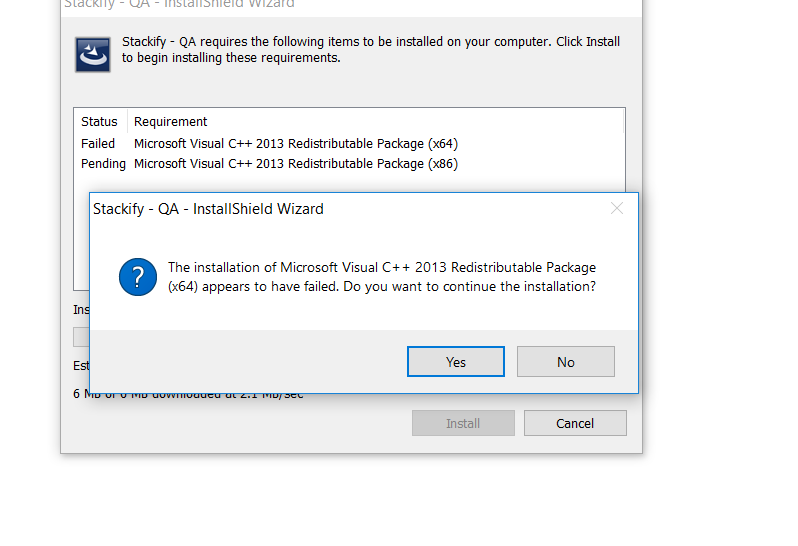 Stackify - QA - InstallShield Wizard
Stackify - QA requires the following items to be installed on your computer. Click Install
to begin installing these requirements.
Status Requirement
Failed Microsoft Visual C++ 2013 Redistributable Package (x64)
Pending Microsoft Visual C++ 2013 Redistributable Package (x86)
Stackify - QA - InstallShield Wizard
?
The installation of Microsoft Visual C++ 2013 Redistributable Package
(x64) appears to have failed. Do you want to continue the installation?
Ins
Yes No
Est
6 MB of 6 MB downloaded at 2.1 MB/sec
Install Cancel